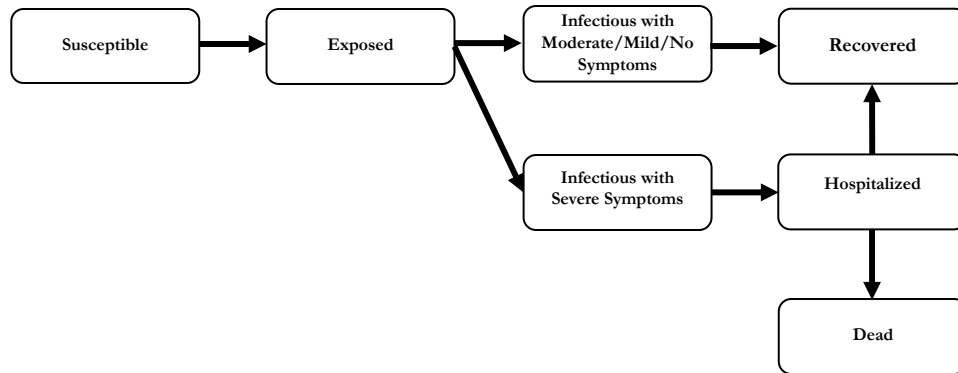 Susceptible
Exposed
Infectious with
Moderate/Mild/No
Symptoms
Recovered
Infectious with
Severe Symptoms
Hospitalized
Dead